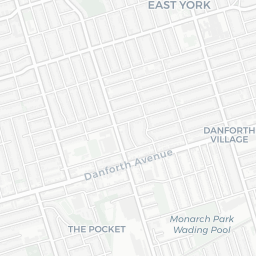 EAST YORK
DANFORTH
VILLAGE
Danforth Avenue
Monarch Park
Wading Pool
THE POCKET